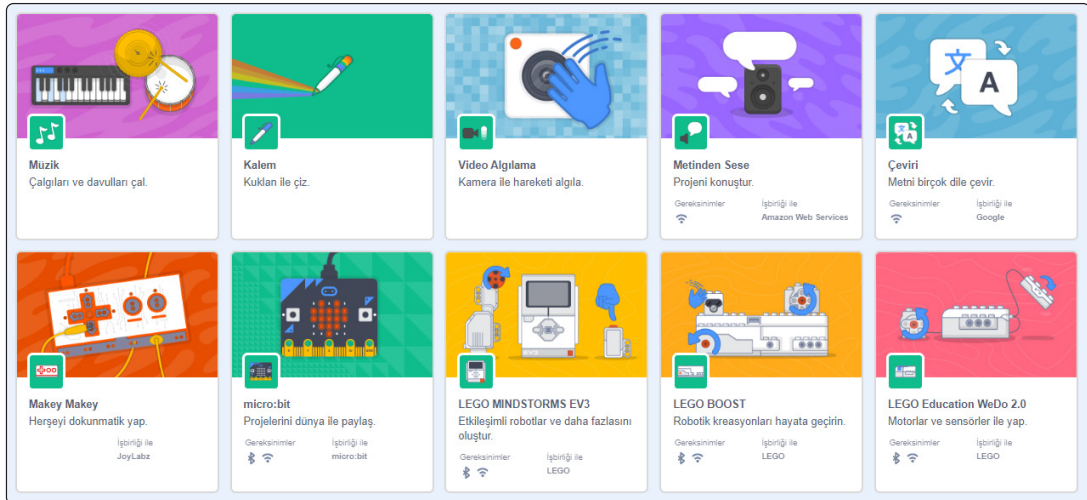 Müzik
Çalgıları ve davulları çal.
Kalem
Kuklan ile çiz.
Video Algılama
Kamera ile hareketi algıla.
Metinden Sese
Projeni konuştur.
Gereksinimler
İşbirliği ile
Amazon Web Services
文
A
Çeviri
Metni birçok dile çevir.
Gereksinimler
İşbirliği ile
Google
Makey Makey
Herşeyi dokunmatik yap.
İşbirliği ile
JoyLabz
micro:bit
Projelerini dünya ile paylaş.
Gereksinimler
İşbirliği ile
micro:bit
LEGO MINDSTORMS EV3
Etkileşimli robotlar ve daha fazlasını
oluştur.
Gereksinimler
İşbirliği ile
LEGO
LEGO BOOST
Robotik kreasyonları hayata geçirin.
Gereksinimler
İşbirliği ile
LEGO
LEGO Education WeDo 2.0
Motorlar ve sensörler ile yap.
Gereksinimler
İşbirliği ile
LEGO